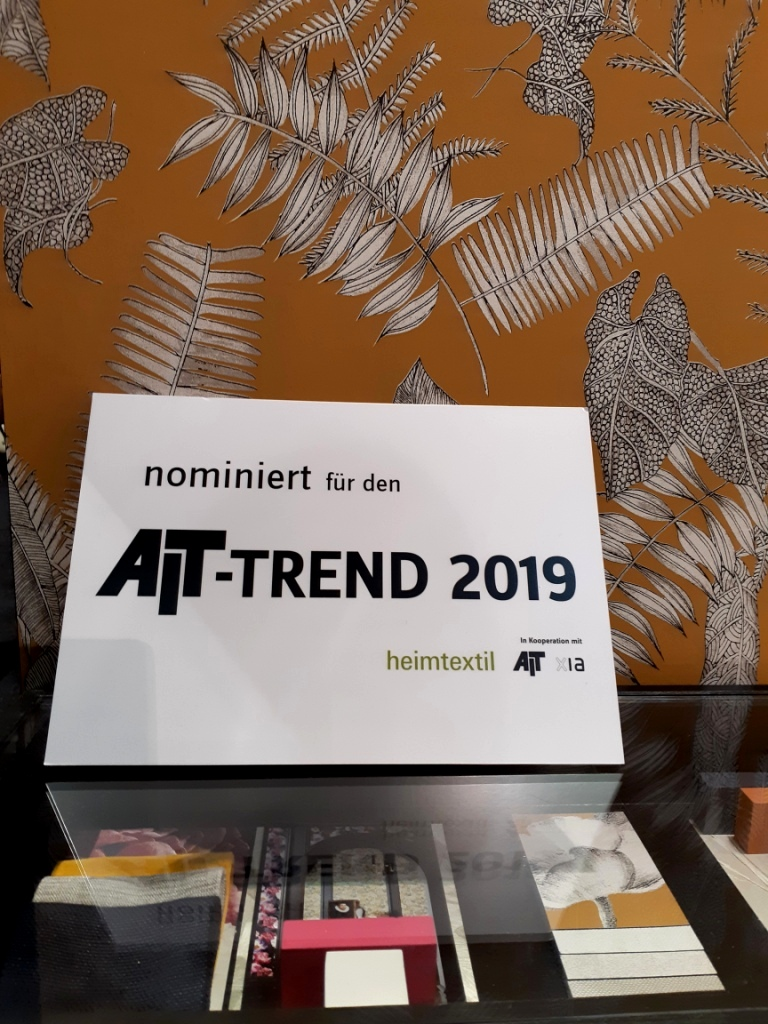 nominiert für den
AIT-TREND 2019
In Kooperation mit
heimtextil AIT xia